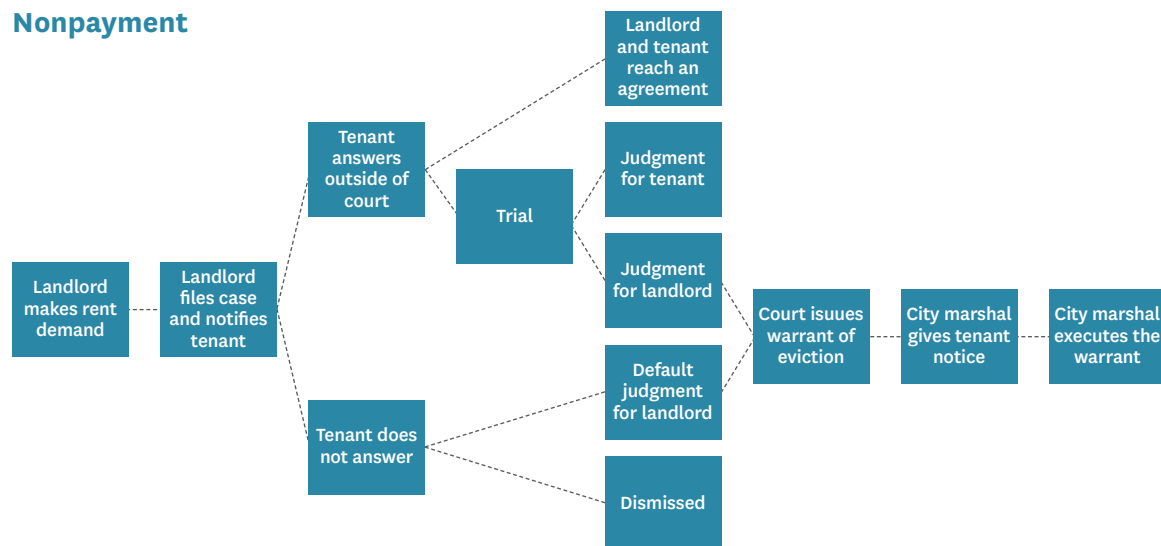 Nonpayment
Landlord
makes rent
demand
Landlord
files case
and notifies
tenant
Tenant
answers
outside of
court
Tenant does
not answer
Trial
Landlord
and tenant
reach an
agreement
Judgment
for tenant
Judgment
for landlord
Default
judgment
for landlord
Dismissed
Court isuues
warrant of
eviction
City marshal
gives tenant
notice
City marshal
executes the
warrant